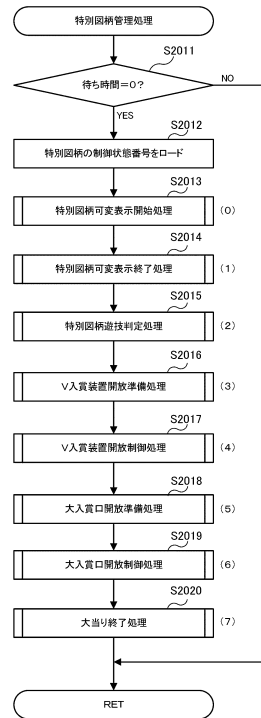 特別図柄管理処理
S2011
待ち時間=0?
NO
YES
S2012
特別図柄の制御状態番号をロード
S2013
特別図柄可変表示開始処理
(0)
S2014
特別図柄可変表示終了処理
(1)
S2015
特別図柄遊技判定処理
(2)
S2016
V入賞装置開放準備処理
(3)
S2017
V入賞装置開放制御処理
(4)
S2018
大入賞口開放準備処理
(5)
S2019
大入賞口開放制御処理
(6)
S2020
大当り終了処理
(7)
RET